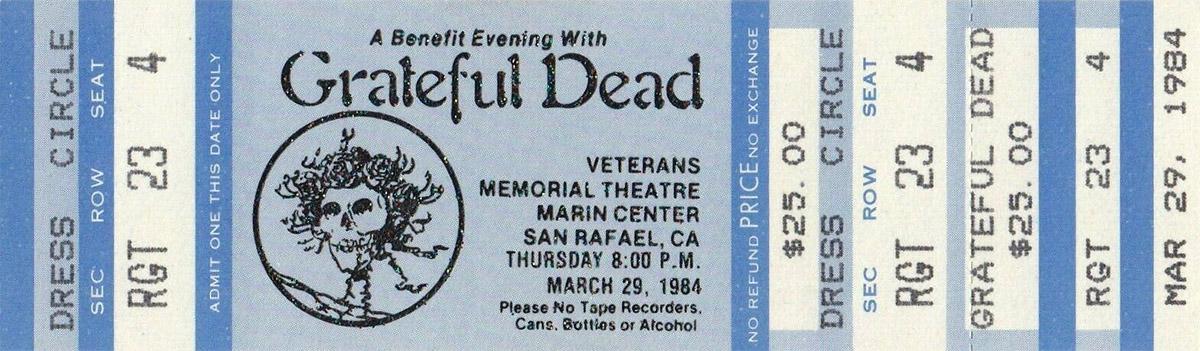 DRESS CIRCLE
SEC ROW SEAT
RGT 23 4
ADMIT ONE THIS DATE ONLY
A Benefit Evening With
Grateful Dead
VETERANS
MEMORIAL THEATRE
MARIN CENTER
SAN RAFAEL, CA
THURSDAY 8:00 P.M.
MARCH 29, 1984
Please No Tape Recorders,
Cans, Bottles or Alcohol
NO REFUND PRICE NO EXCHANGE
$25.00
DRESS CIRCLE
SEC ROW SEAT
RGT 23 4
GRATEFUL DEAD
$25.00
RGT 23 4
MAR 29, 1984